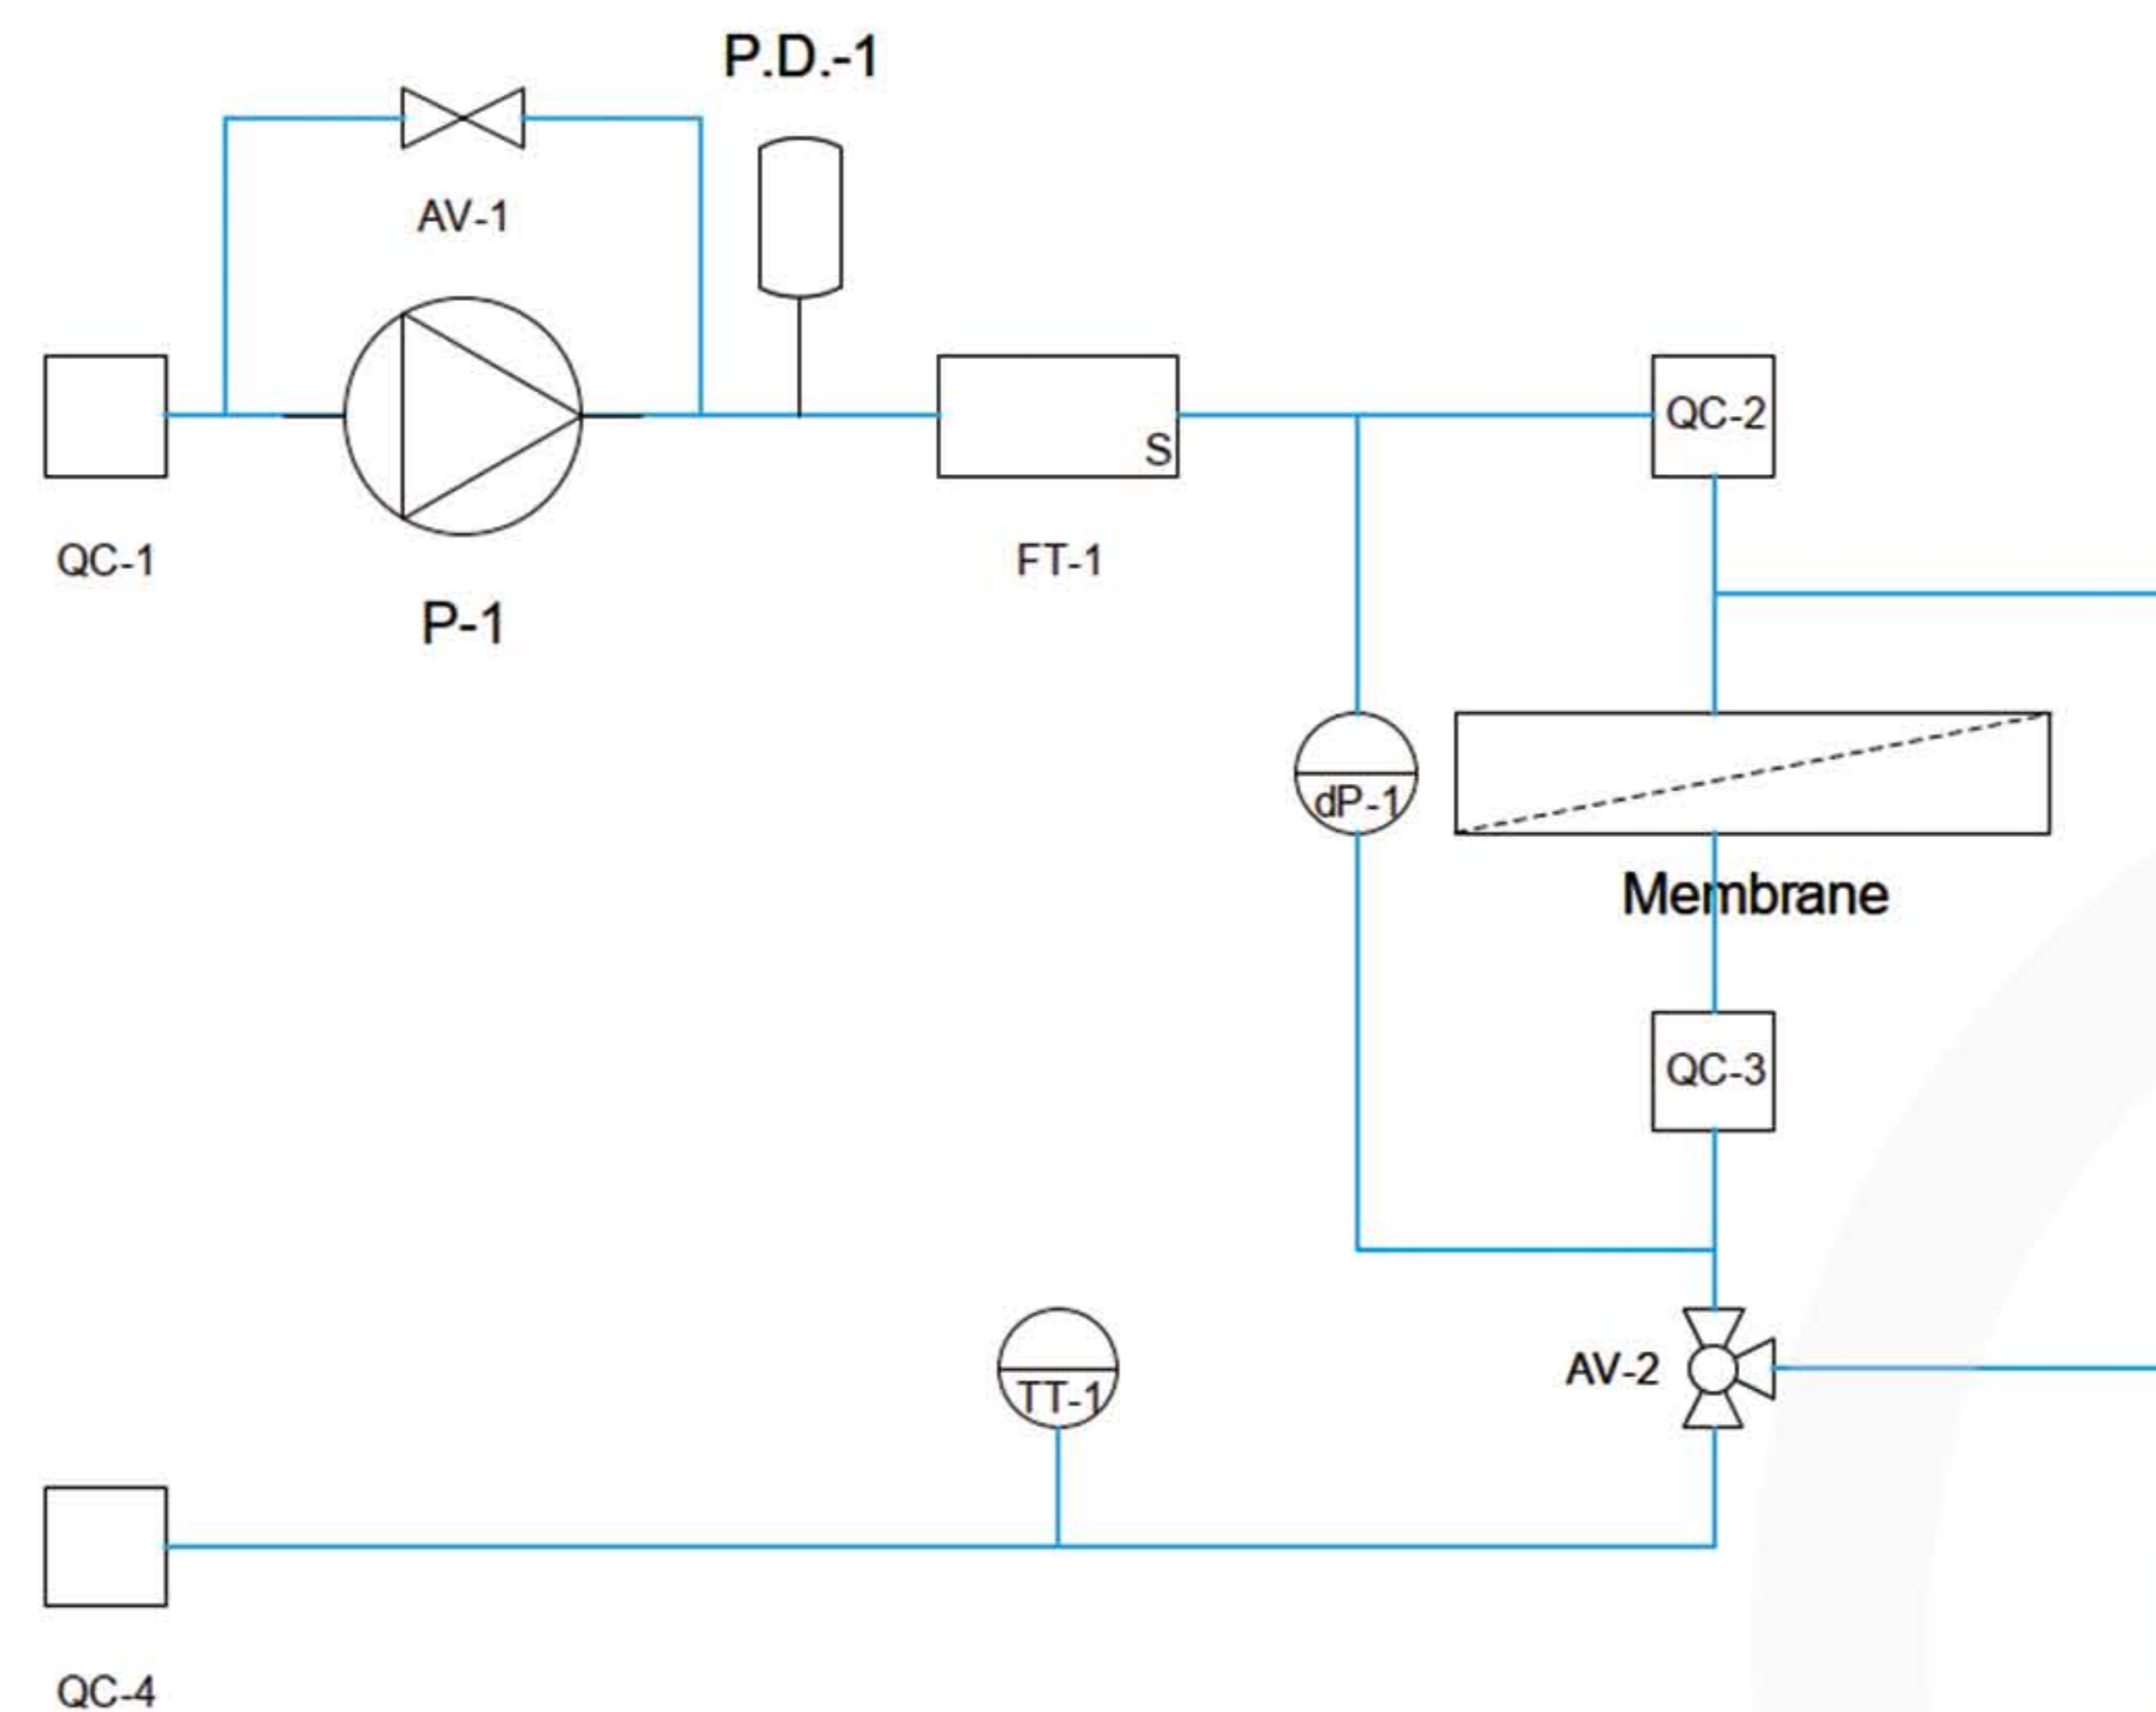 P.D.-1
AV-1
QC-1
P-1
S
FT-1
QC-2
dP-1
Membrane
QC-3
AV-2
TT-1
QC-4